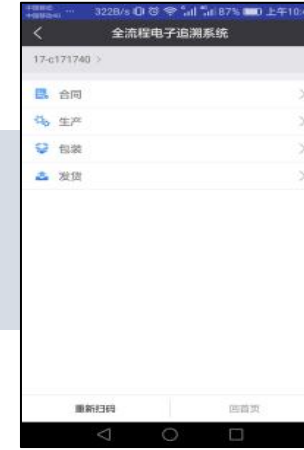 322B/s 87% 上午10:4
全流程电子追溯系统
17-c171740 >
合同
生产
包装
发货
重新扫码 回首页